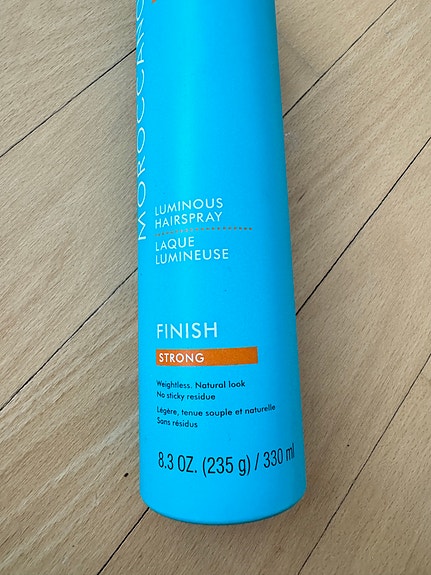 MOROCCANO
LUMINOUS
HAIRSPRAY
LAQUE
LUMINEUSE
FINISH
STRONG
Weightless. Natural look
No sticky residue
Légère, tenue souple et naturelle
Sans résidus
8.3 OZ. (235 g) / 330 ml